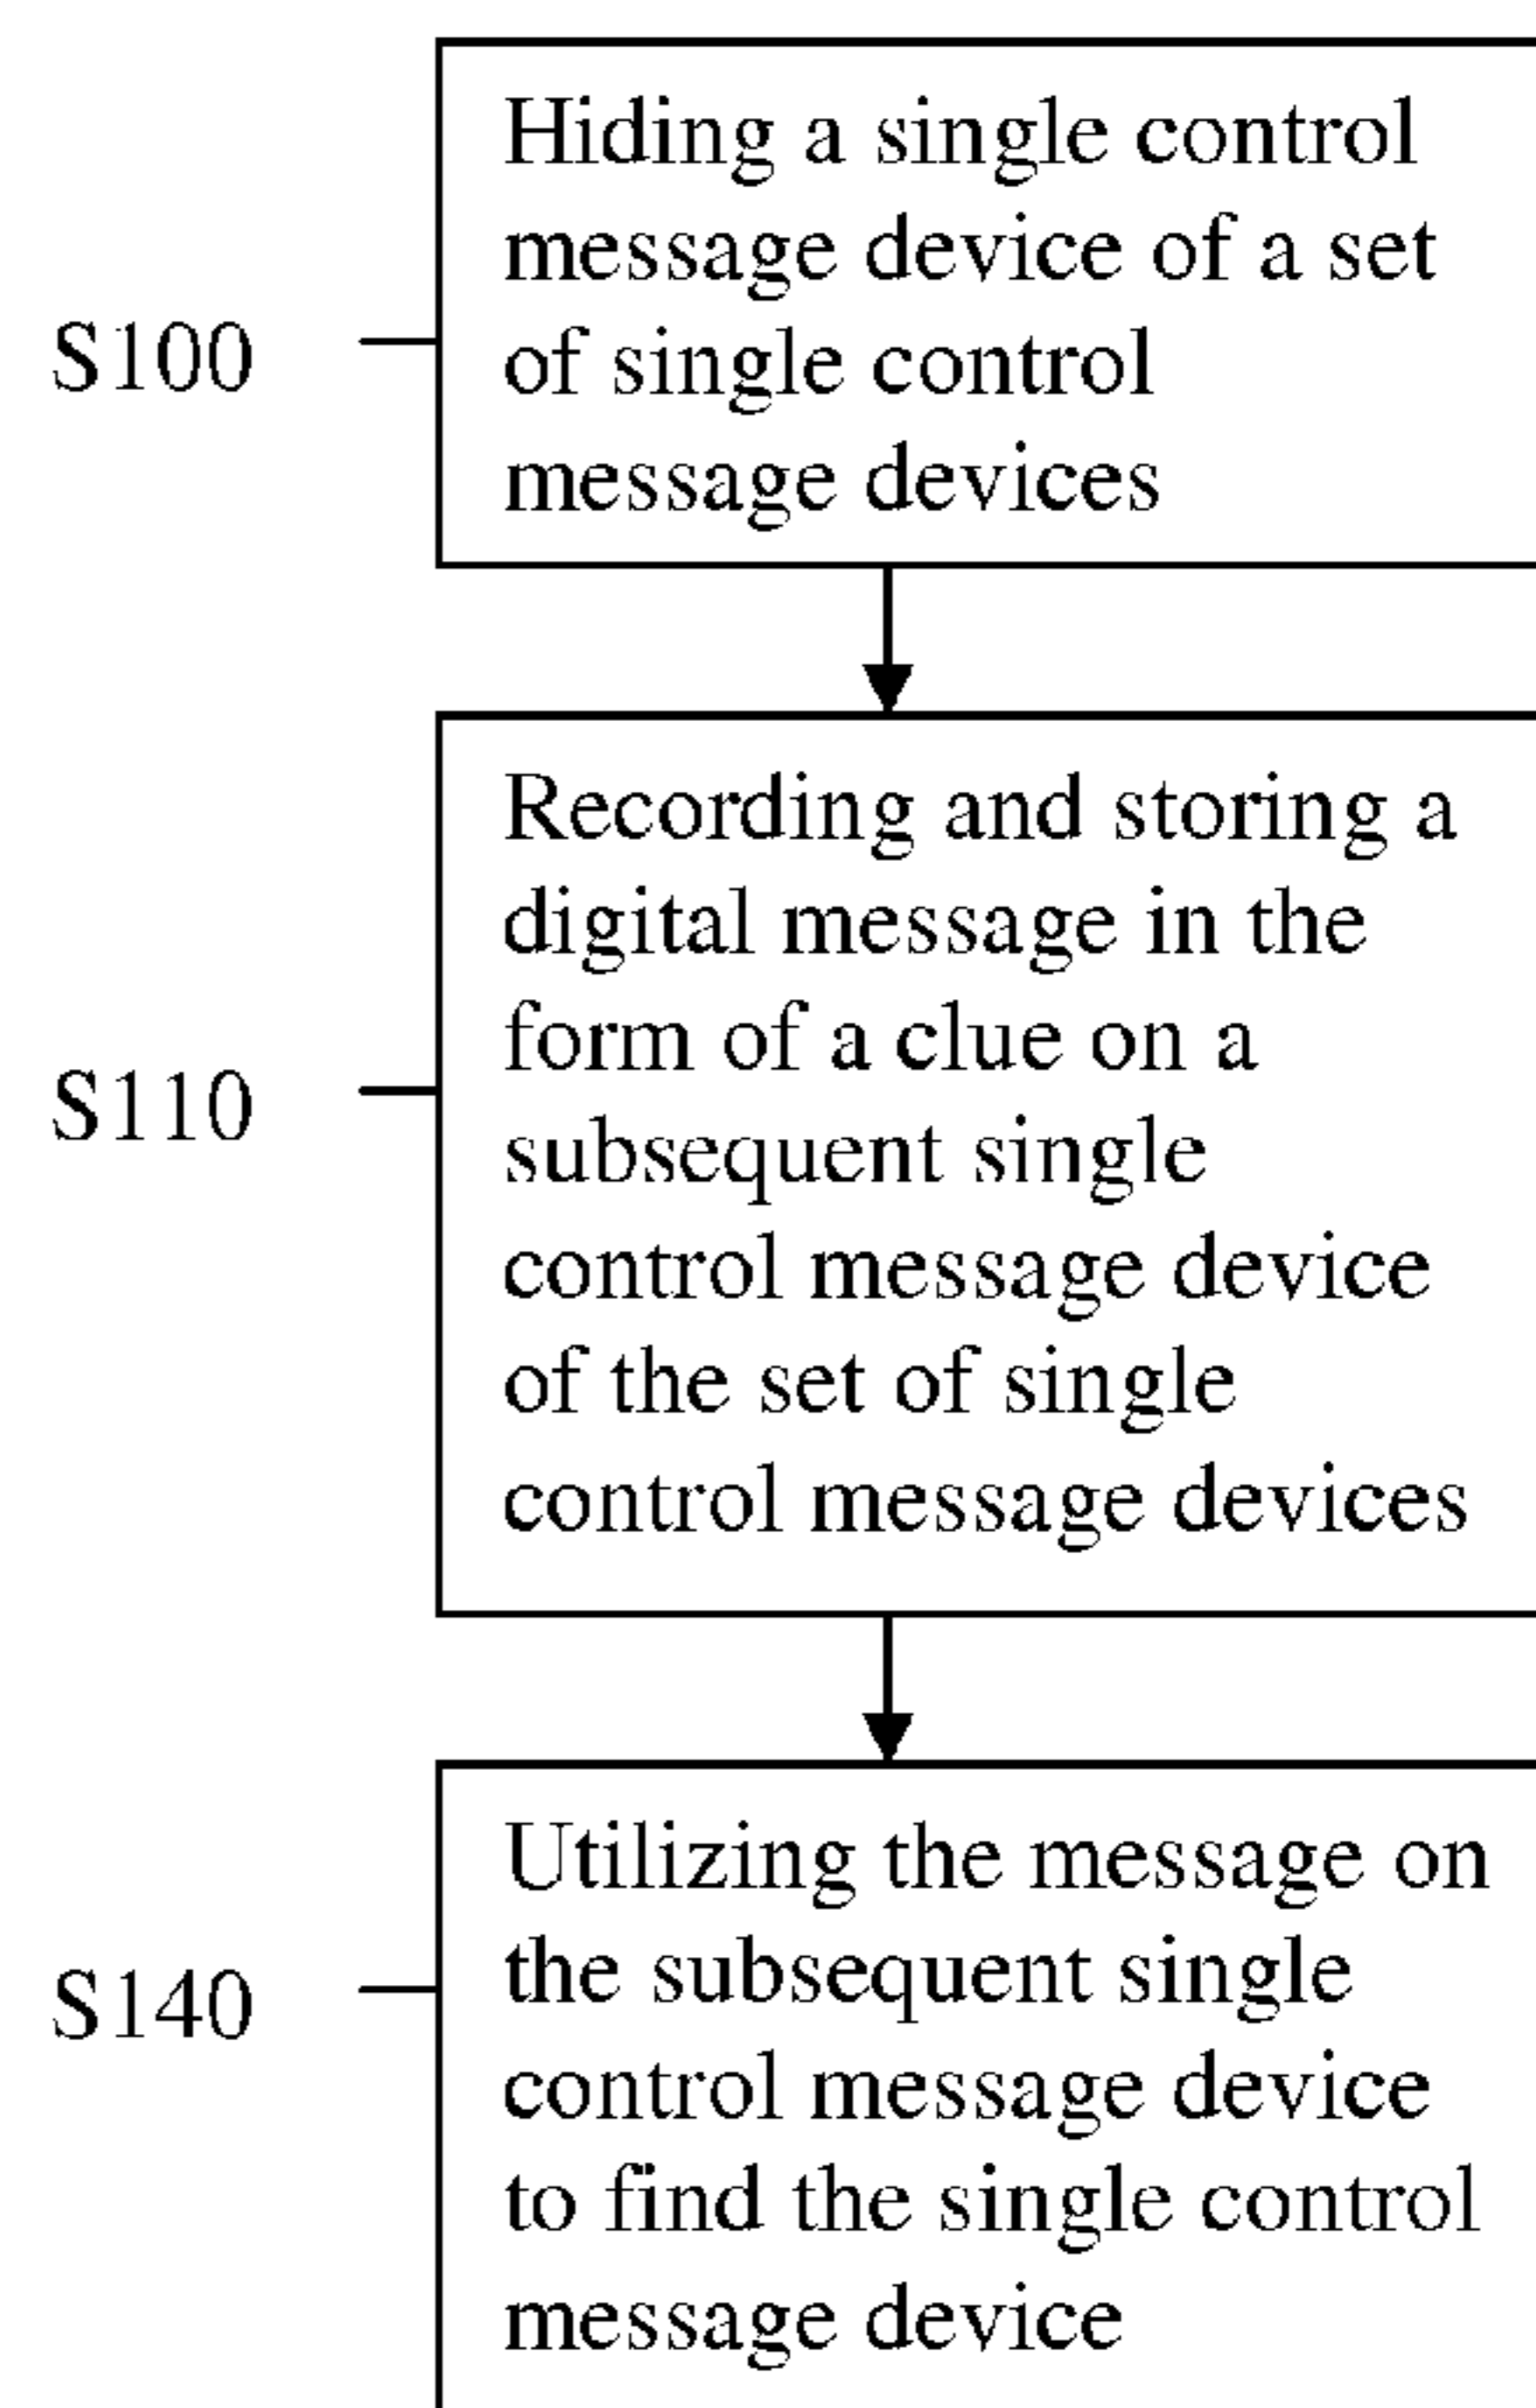 Hiding a single control
message device of a set
S100
of single control
message devices
Recording and storing a
digital message in the
form of a clue on a
S110
subsequent single
control message device
of the set of single
control message devices
Utilizing the message on
the subsequent single
S140
control message device
to find the single control
message device